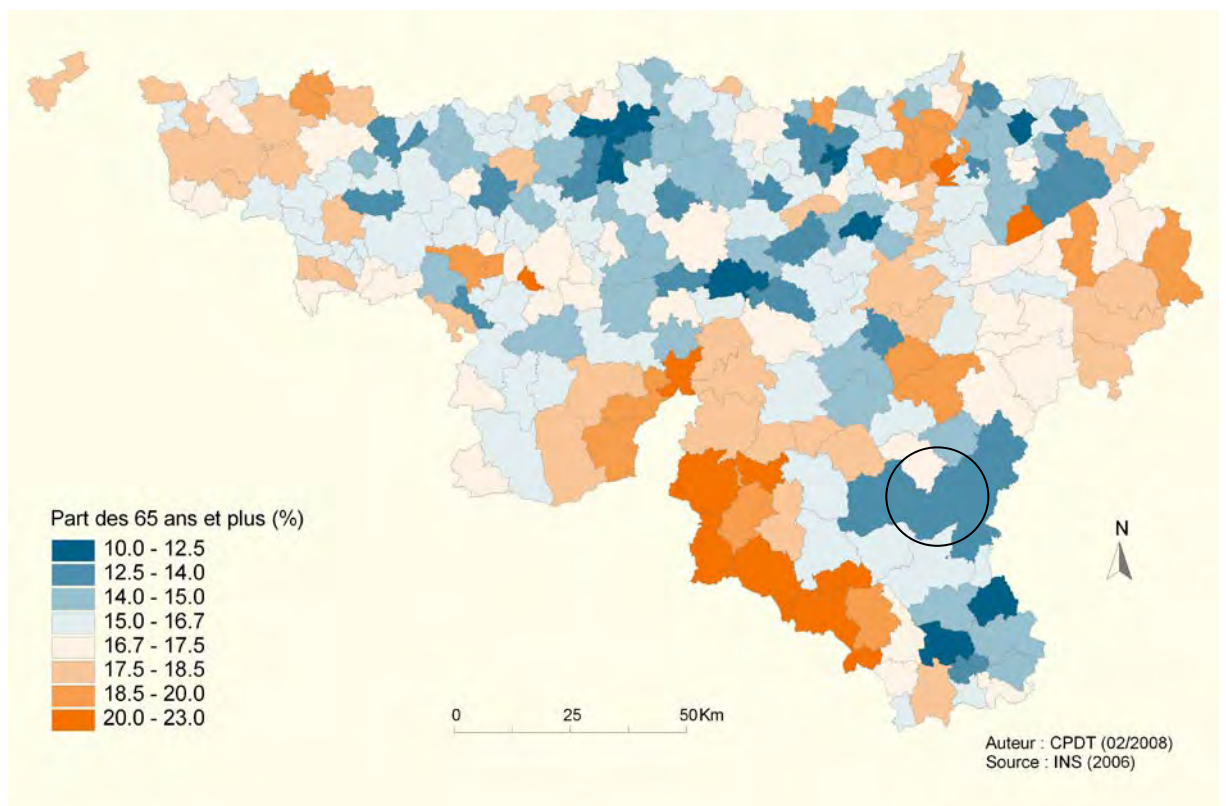 Part des 65 ans et plus (%)
10.0 - 12.5
12.5 - 14.0
14.0 - 15.0
15.0 - 16.7
16.7 - 17.5
17.5 - 18.5
18.5 - 20.0
20.0 - 23.0
0 25 50Km
N
Auteur : CPDT (02/2008)
Source : INS (2006)